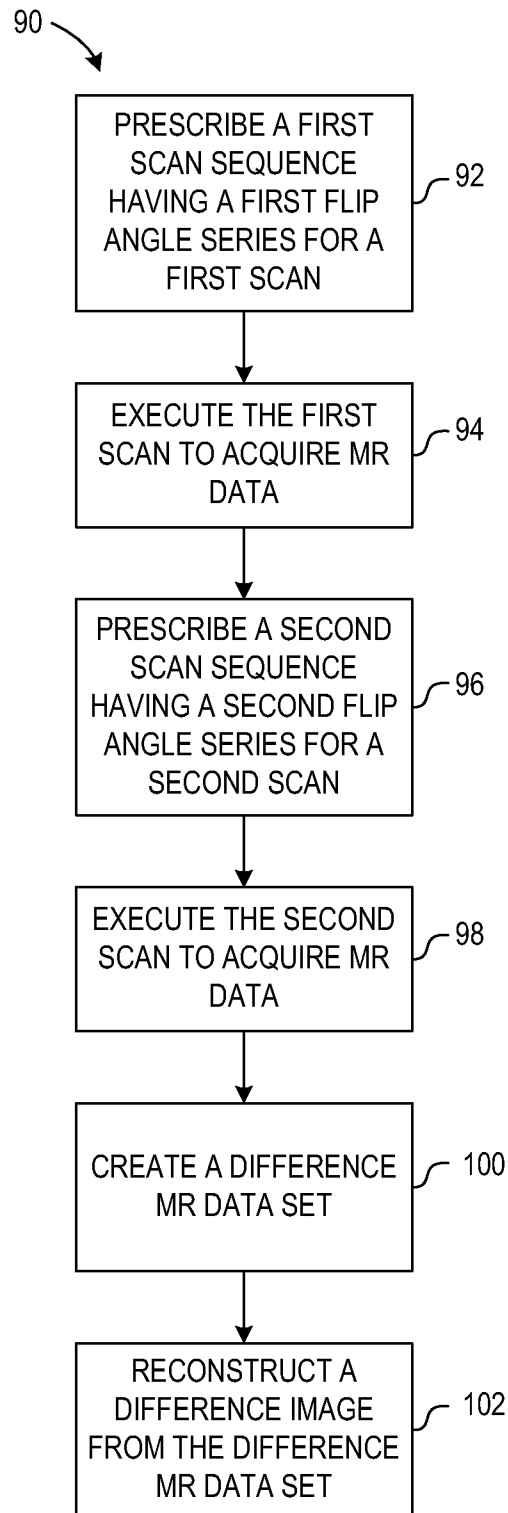 90
PRESCRIBE A FIRST
SCAN SEQUENCE
HAVING A FIRST FLIP
ANGLE SERIES FOR A
FIRST SCAN
92
EXECUTE THE FIRST
SCAN TO ACQUIRE MR
DATA
94
PRESCRIBE A SECOND
SCAN SEQUENCE
HAVING A SECOND FLIP
ANGLE SERIES FOR A
SECOND SCAN
96
EXECUTE THE SECOND
SCAN TO ACQUIRE MR
DATA
98
CREATE A DIFFERENCE
MR DATA SET
100
RECONSTRUCT A
DIFFERENCE IMAGE
FROM THE DIFFERENCE
MR DATA SET
102